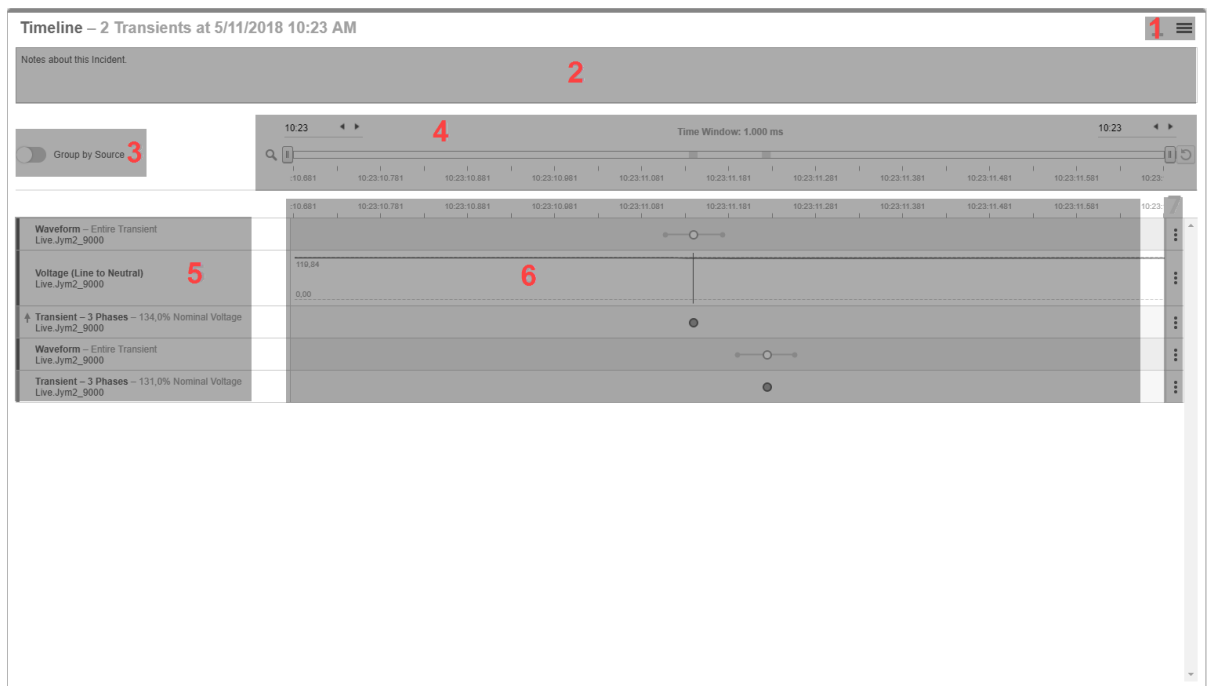 Timeline – 2 Transients at 5/11/2018 10:23 AM
1
Notes about this Incident.
2
10:23
4
Time Window: 1.000 ms
10:23
Group by Source
3
:10.681 10:23:10.781 10:23:10.881 10:23:10.981 10:23:11.081 10:23:11.181 10:23:11.281 10:23:11.381 10:23:11.481 10:23:11.581 10:23:
:10.681 10:23:10.781 10:23:10.881 10:23:10.981 10:23:11.081 10:23:11.181 10:23:11.281 10:23:11.381 10:23:11.481 10:23:11.581 10:23:
7
Waveform – Entire Transient
Live.Jym2_9000
Voltage (Line to Neutral)
Live.Jym2_9000
5
119,84
0,00
6
Transient – 3 Phases – 134,0% Nominal Voltage
Live.Jym2_9000
Waveform – Entire Transient
Live.Jym2_9000
Transient – 3 Phases – 131,0% Nominal Voltage
Live.Jym2_9000